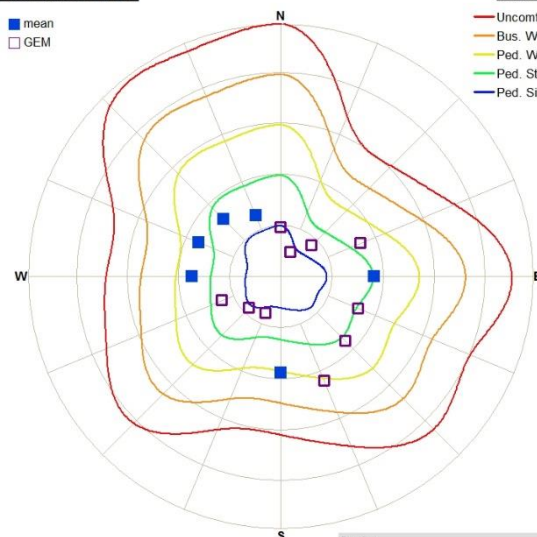 N
mean
GEM
Uncomf
Bus. W
Ped. W
Ped. St
Ped. Si
W
E
S